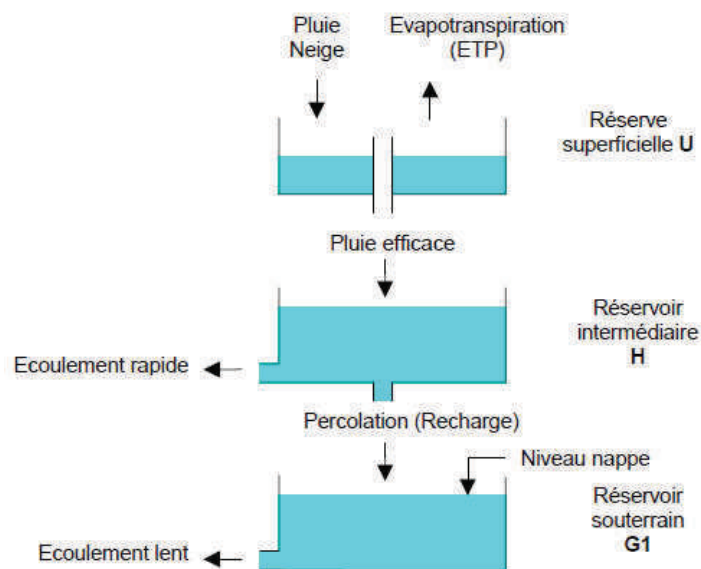 Pluie
Neige
Evapotranspiration
(ETP)
Réserve
superficielle U
Pluie efficace
Réservoir
intermédiaire
H
Ecoulement rapide
Percolation (Recharge)
Niveau nappe
Réservoir
souterrain
G1
Ecoulement lent